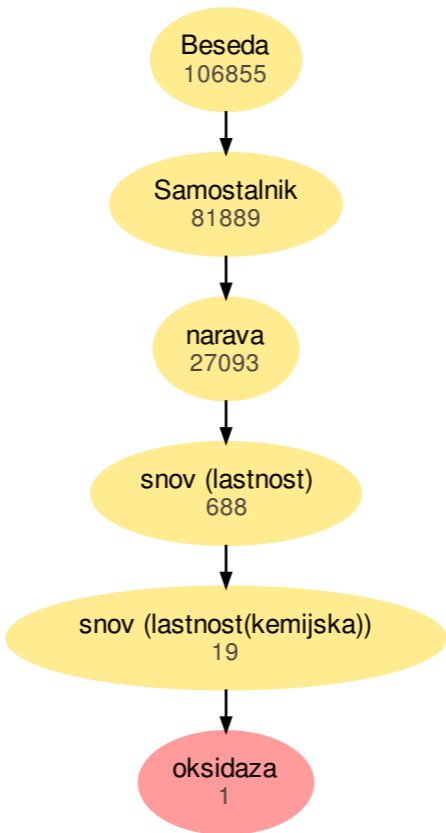 Beseda
106855
Samostalnik
81889
narava
27093
snov (lastnost)
688
snov (lastnost(kemijska))
19
oksidaza
1